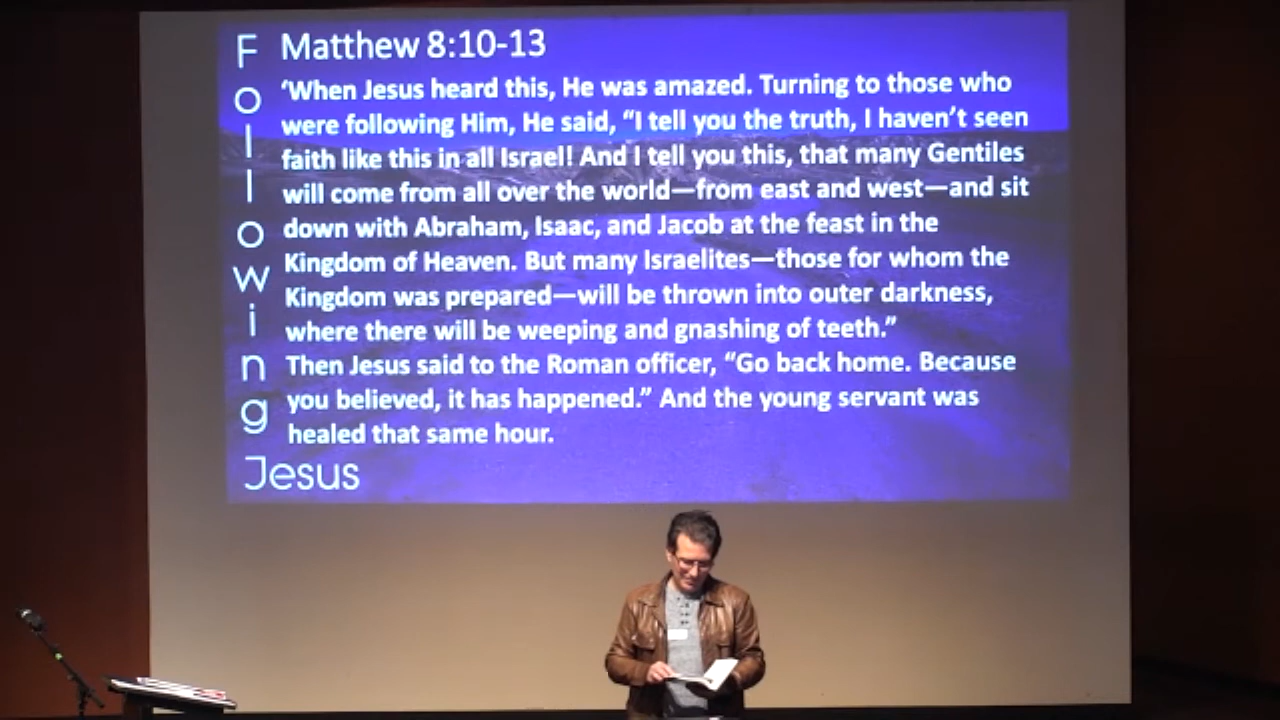 Following
Jesus
Matthew 8:10-13
‘When Jesus heard this, He was amazed. Turning to those who
were following Him, He said, “I tell you the truth, I haven’t seen
faith like this in all Israel! And I tell you this, that many Gentiles
will come from all over the world—from east and west—and sit
down with Abraham, Isaac, and Jacob at the feast in the
Kingdom of Heaven. But many Israelites—those for whom the
Kingdom was prepared—will be thrown into outer darkness,
where there will be weeping and gnashing of teeth.”
Then Jesus said to the Roman officer, “Go back home. Because
you believed, it has happened.” And the young servant was
healed that same hour.